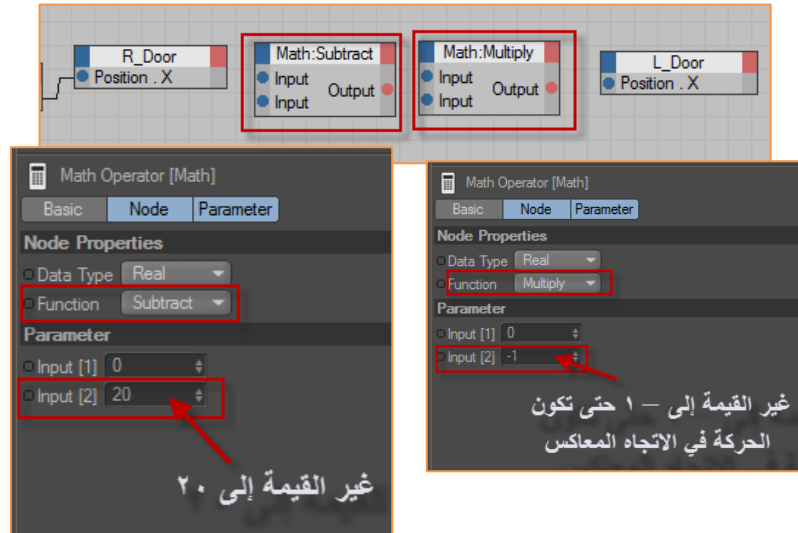 R_Door
Position . X
Math:Subtract
Input
Input
Output
Math:Multiply
Input
Input
Output
L_Door
Position . X
Math Operator [Math]
Basic Node Parameter
Node Properties
Data Type Real
Function Subtract
Parameter
Input [1] 0
Input [2] 20
غير القيمة إلى ٢٠
Math Operator [Math]
Basic Node Parameter
Node Properties
Data Type Real
Function Multiply
Parameter
Input [1] 0
Input [2] -1
غير القيمة إلى – ١ حتى تكون
الحركة في الاتجاه المعاكس